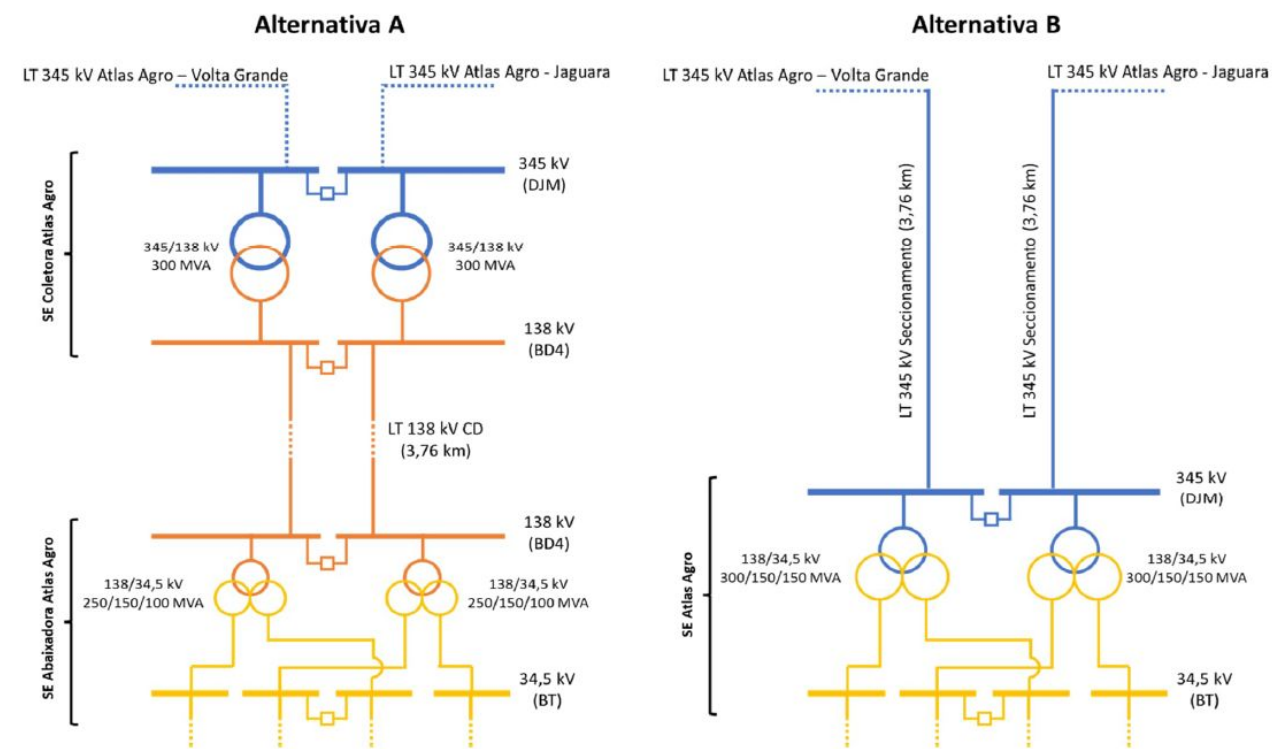 Alternativa A
LT 345 kV Atlas Agro – Volta Grande
LT 345 kV Atlas Agro - Jaguara
SE Coletora Atlas Agro
345 kV
(DJM)
345/138 kV
300 MVA
345/138 kV
300 MVA
138 kV
(BD4)
LT 138 kV CD
(3,76 km)
SE Abaixadora Atlas Agro
138 kV
(BD4)
138/34,5 kV
250/150/100 MVA
138/34,5 kV
250/150/100 MVA
34,5 kV
(BT)
Alternativa B
LT 345 kV Atlas Agro – Volta Grande
LT 345 kV Atlas Agro - Jaguara
LT 345 kV Seccionamento (3,76 km)
LT 345 kV Seccionamento (3,76 km)
SE Atlas Agro
345 kV
(DJM)
138/34,5 kV
300/150/150 MVA
138/34,5 kV
300/150/150 MVA
34,5 kV
(BT)